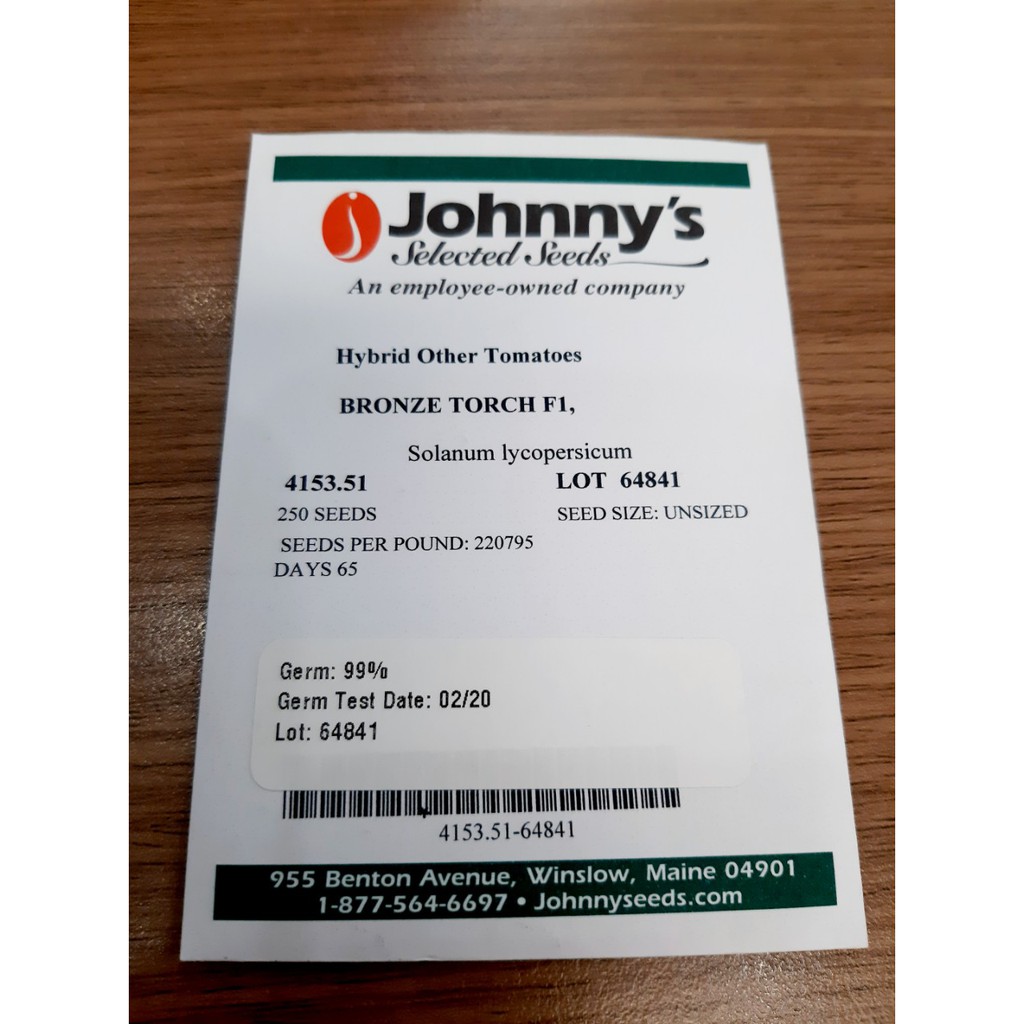 Johnny's
Selected Seeds
An employee-owned company
Hybrid Other Tomatoes
BRONZE TORCH F1,
Solanum lycopersicum
4153.51 LOT 64841
250 SEEDS SEED SIZE: UNSIZED
SEEDS PER POUND: 220795
DAYS 65
Germ: 99%
Germ Test Date: 02/20
Lot: 64841
4153.51-64841
955 Benton Avenue, Winslow, Maine 04901
1-877-564-6697 • Johnnyseeds.com